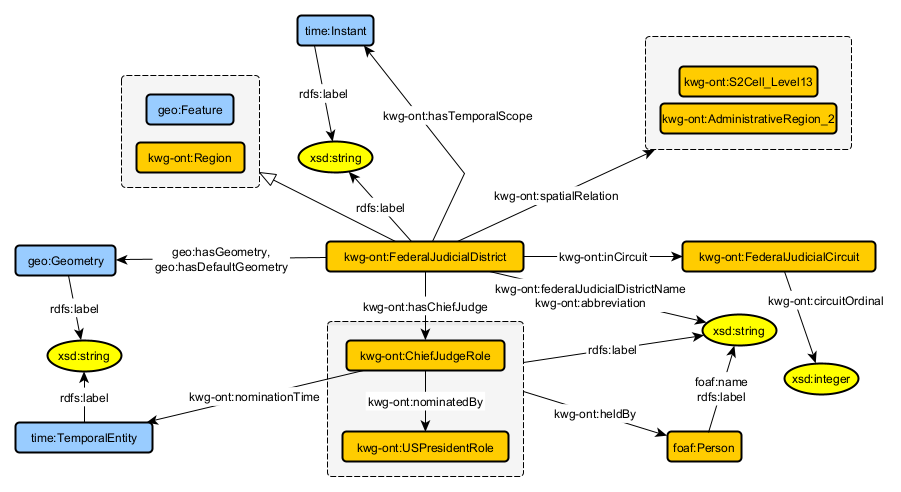 time:Instant
kwg-ont:S2Cell_Level13
rdfs:label
geo:Feature
kwg-ont:hasTemporalScope
kwg-ont:AdministrativeRegion_2
kwg-ont:Region
xsd:string
kwg-ont:spatialRelation
rdfs:label
geo:Geometry
geo:hasGeometry,
geo:hasDefaultGeometry
kwg-ont:FederalJudicialDistrict
kwg-ont:inCircuit
kwg-ont:FederalJudicialCircuit
rdfs:label
kwg-ont:hasChiefJudge
kwg-ont:federalJudicialDistrictName
kwg-ont:abbreviation
kwg-ont:circuitOrdinal
xsd:string
kwg-ont:ChiefJudgeRole
rdfs:label
xsd:string
xsd:integer
rdfs:label
kwg-ont:nominationTime
kwg-ont:nominatedBy
kwg-ont:heldBy
foaf:name
rdfs:label
time:TemporalEntity
kwg-ont:USPresidentRole
foaf:Person